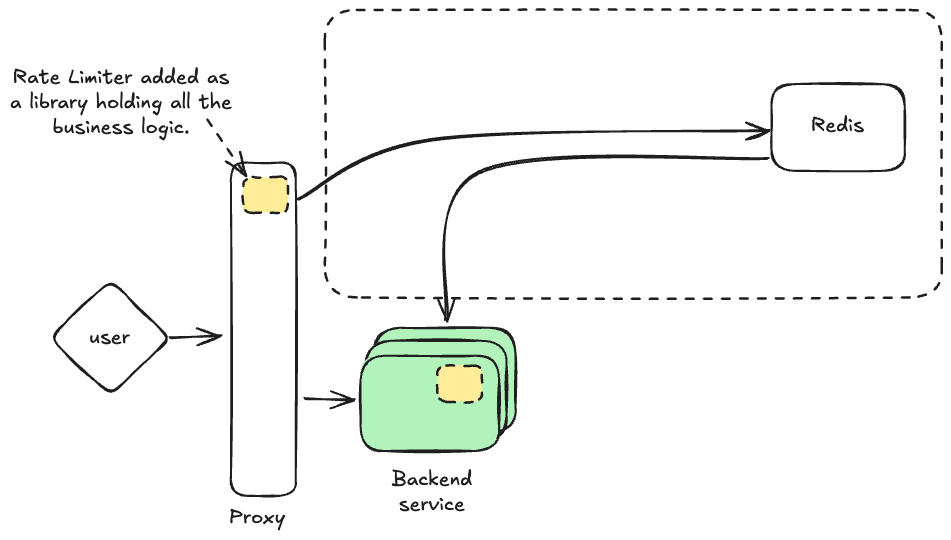 Rate Limiter added as
a library holding all the
business logic.
Redis
user
Backend
service
Proxy